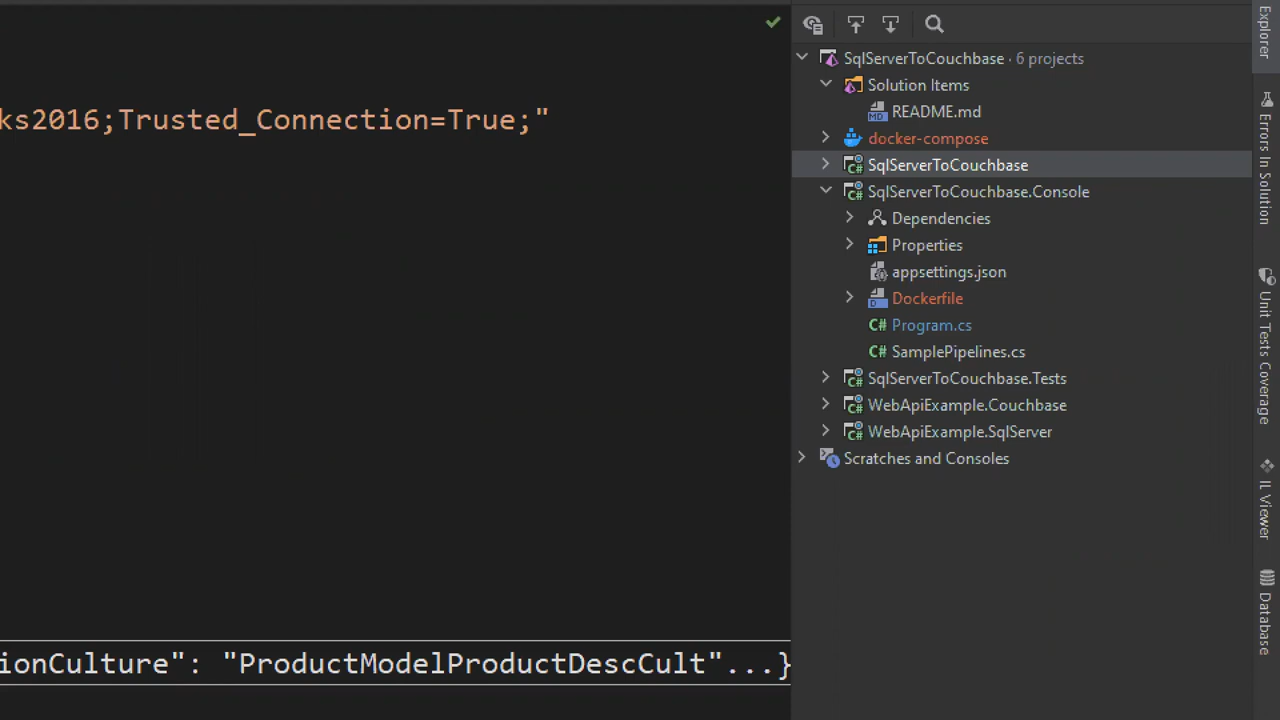 ks2016;Trusted_Connection=True;"
ionCulture": "ProductModelProductDescCult"...}
SqlServerToCouchbase · 6 projects
Solution Items
MD README.md
docker-compose
C# SqlServerToCouchbase
C# SqlServerToCouchbase.Console
Dependencies
Properties
appsettings.json
D Dockerfile
C# Program.cs
C# SamplePipelines.cs
C# SqlServerToCouchbase.Tests
C# WebApiExample.Couchbase
C# WebApiExample.SqlServer
Scratches and Consoles
Explorer
Errors In Solution
Unit Tests Coverage
IL Viewer
Database